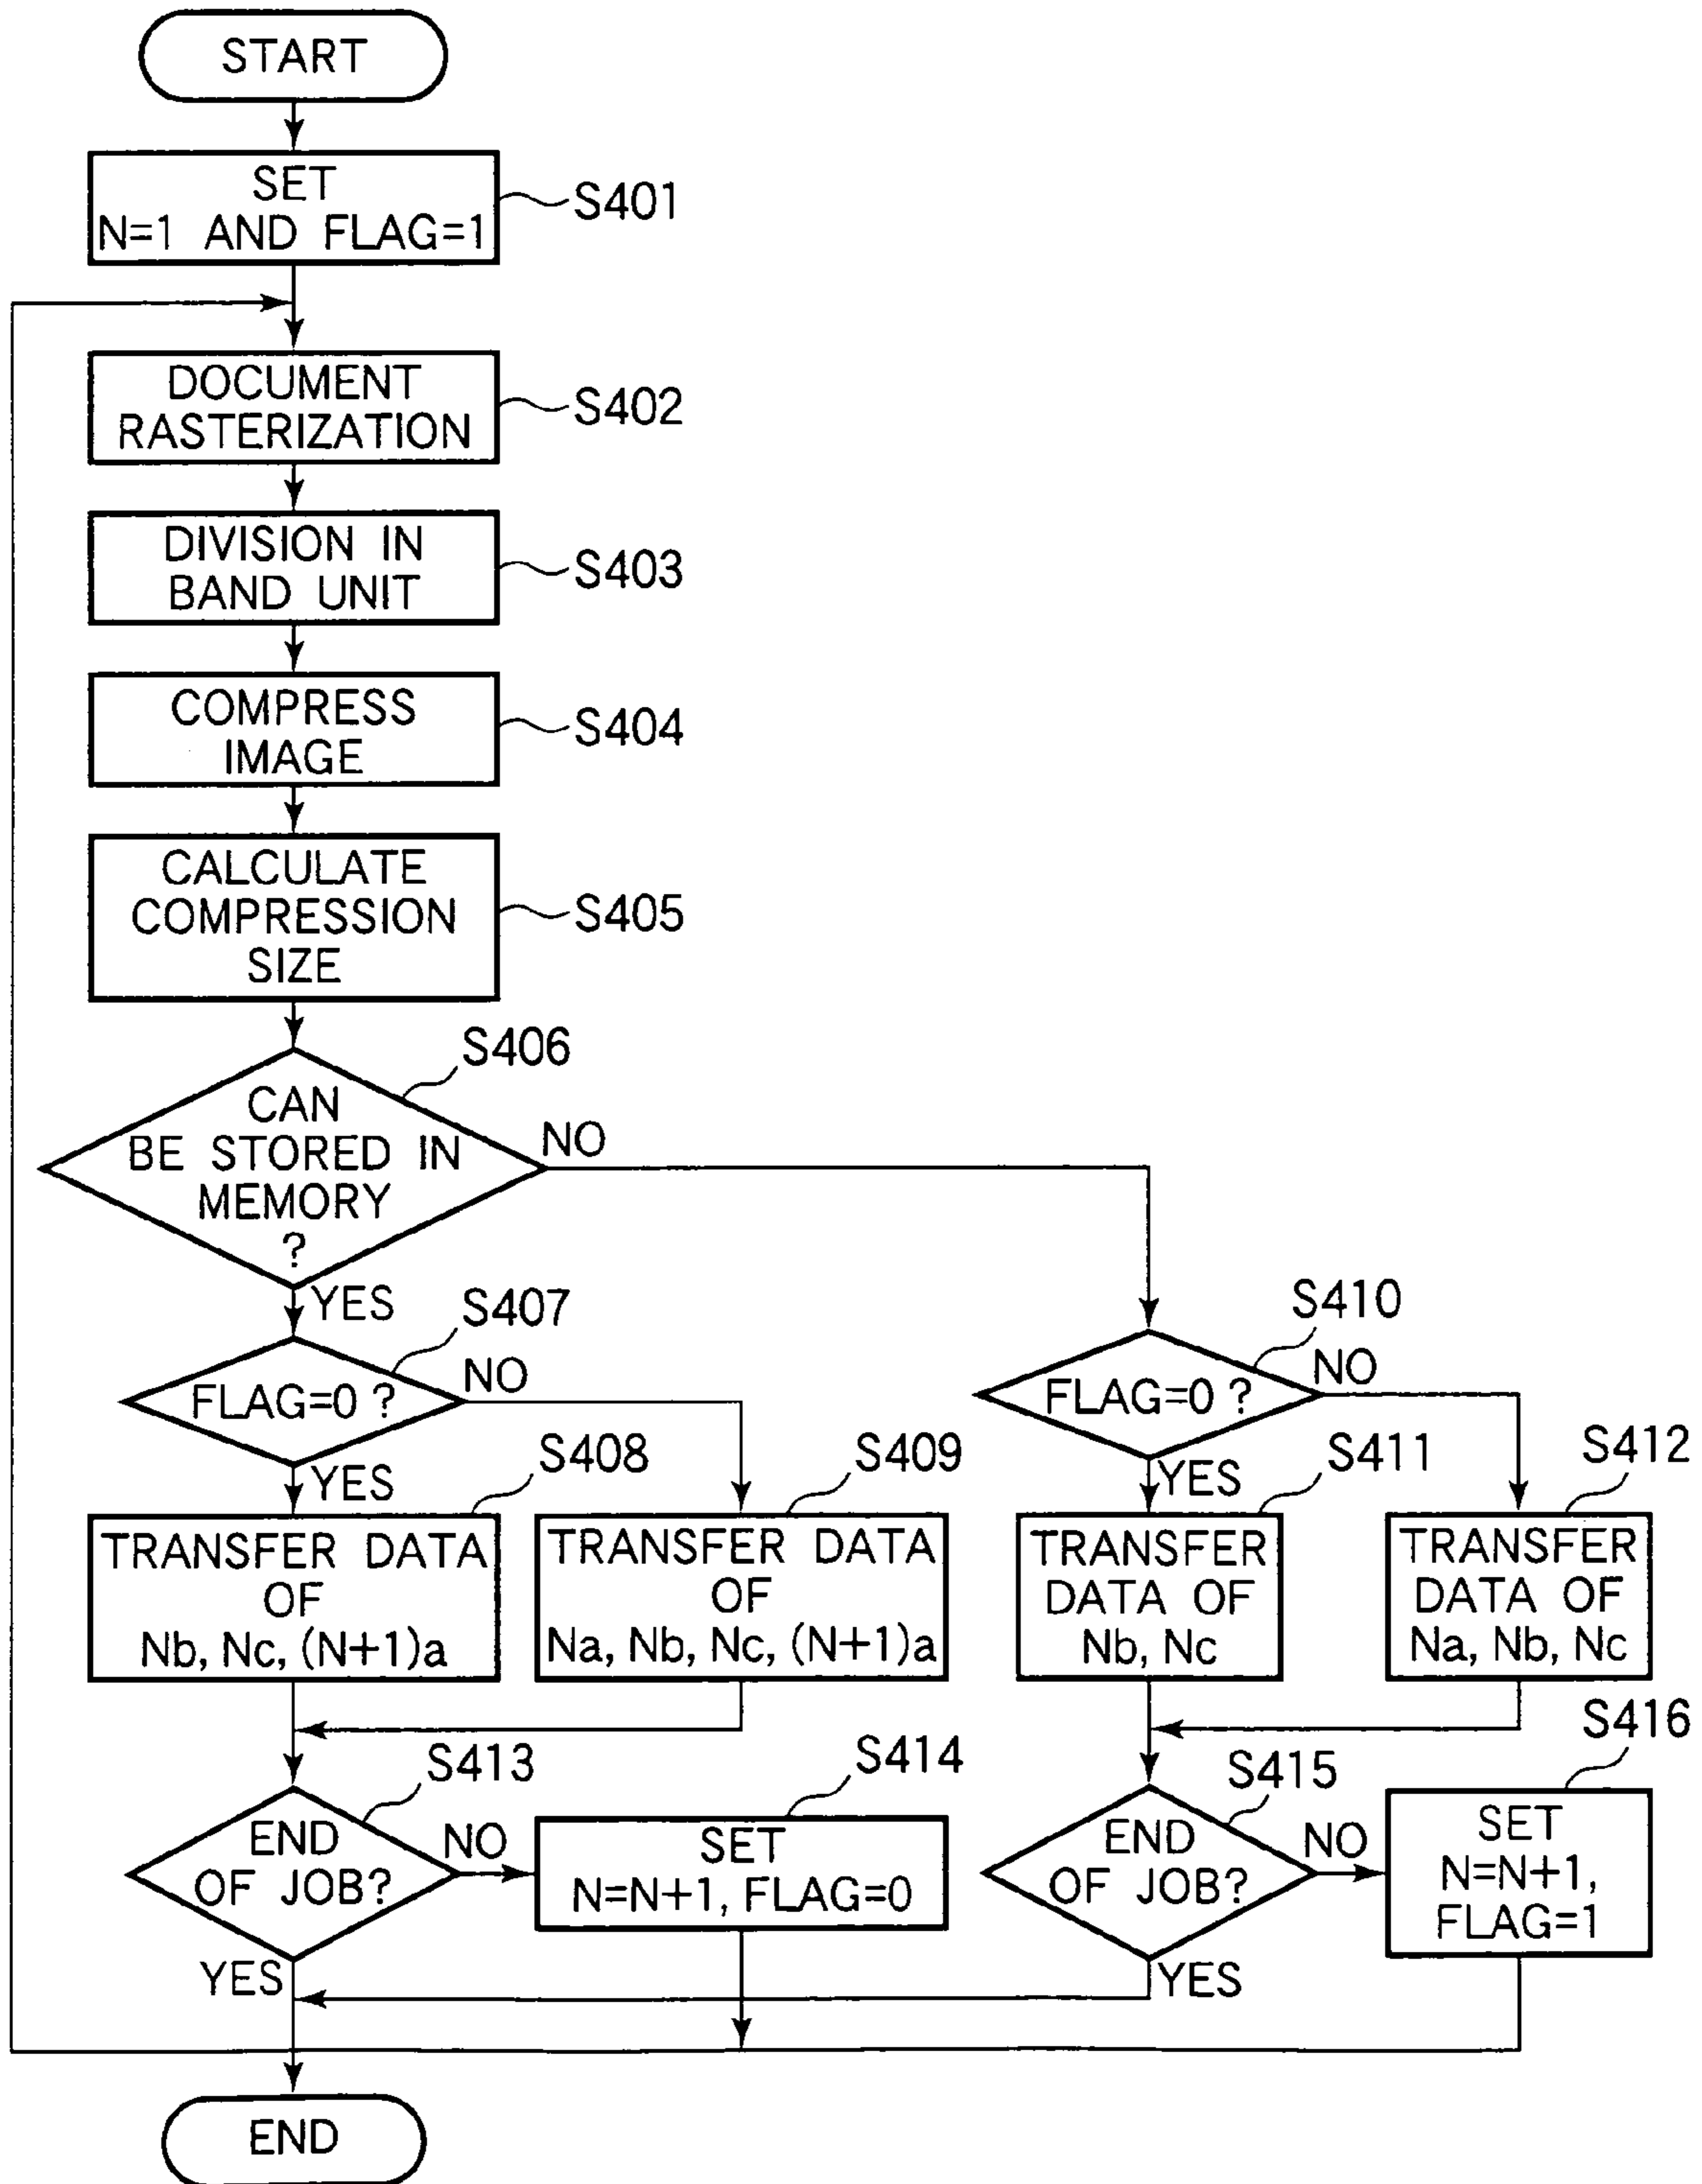 START
SET
N=1 AND FLAG=1
S401
DOCUMENT
RASTERIZATION
S402
DIVISION IN
BAND UNIT
S403
COMPRESS
IMAGE
S404
CALCULATE
COMPRESSION
SIZE
S405
S406
CAN
BE STORED IN
MEMORY
?
NO
YES
S407
FLAG=0 ?
NO
YES
S410
FLAG=0 ?
NO
YES
S408
TRANSFER DATA
OF
Nb, Nc, (N+1)a
S409
TRANSFER DATA
OF
Na, Nb, Nc, (N+1)a
S411
TRANSFER
DATA OF
Nb, Nc
S412
TRANSFER
DATA OF
Na, Nb, Nc
S413
END
OF JOB?
NO
YES
S414
SET
N=N+1, FLAG=0
S415
END
OF JOB?
NO
YES
S416
SET
N=N+1,
FLAG=1
END